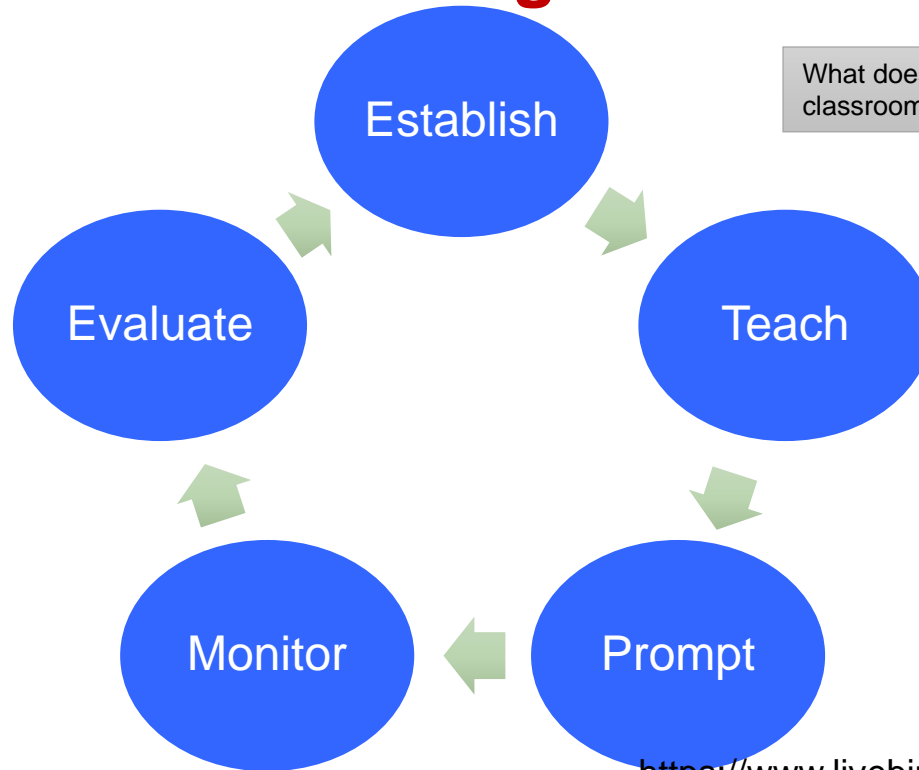 What doe
classroom
Establish
Evaluate
Teach
Monitor
Prompt